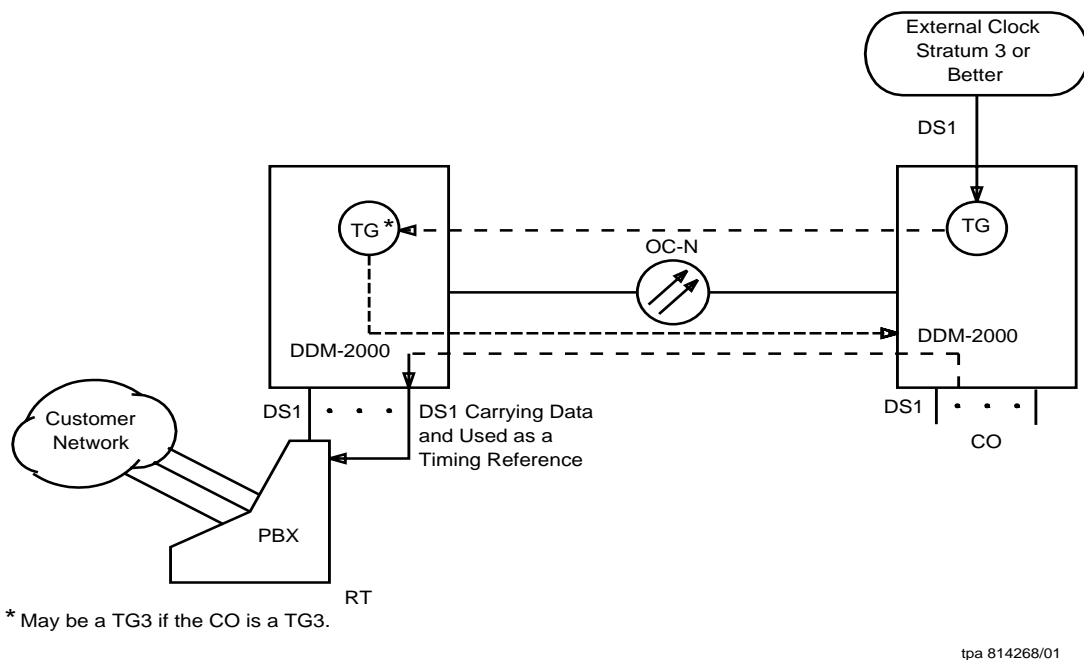 External Clock
Stratum 3 or
Better
DS1
TG *
TG
OC-N
DDM-2000
DDM-2000
DS1
DS1 Carrying Data
and Used as a
Timing Reference
DS1
CO
Customer
Network
PBX
RT
* May be a TG3 if the CO is a TG3.
tpa 814268/01